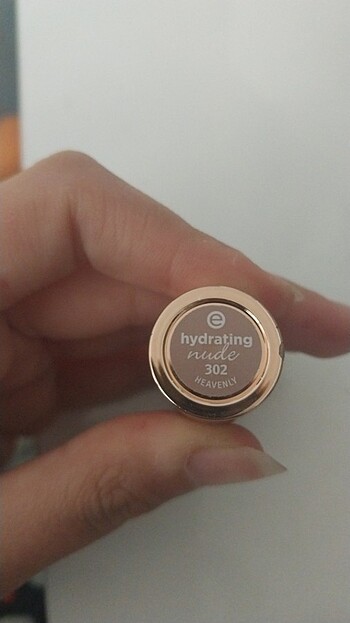 e
hydrating
nude
302
HEAVENLY